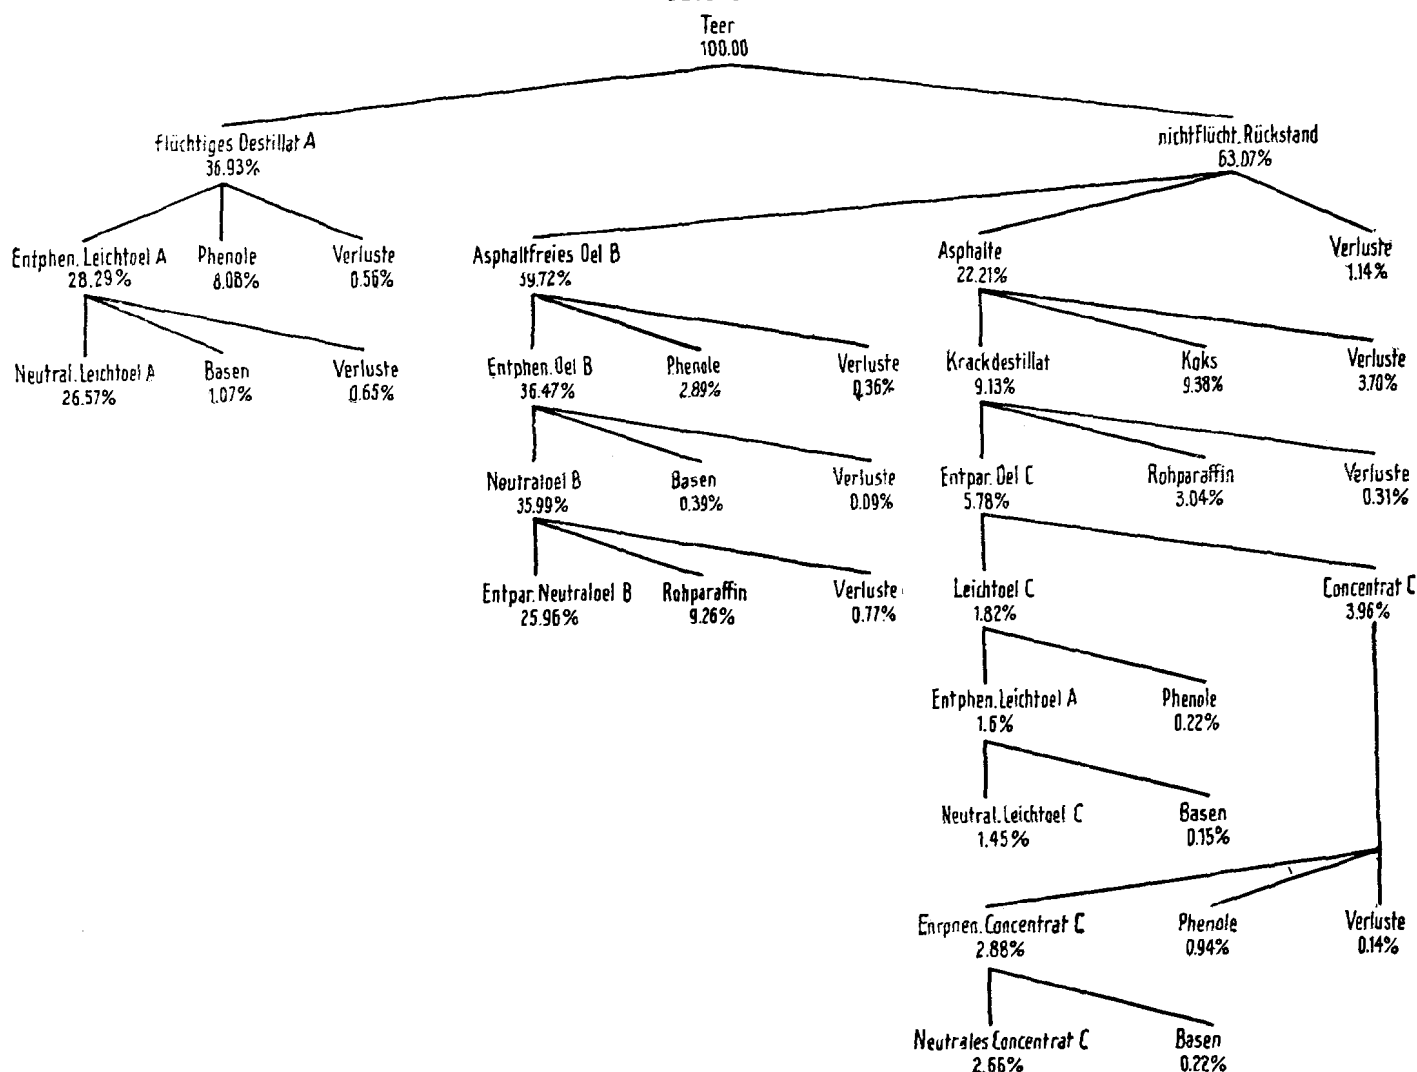 Teer
100.00
flüchtiges Destillat A
36.93%
nicht flücht. Rückstand
63.07%
Entphen. Leichtoel A
28.29%
Phenole
8.08%
Verluste
0.56%
Asphaltfreies Oel B
39.72%
Asphalte
22.21%
Verluste
1.14%
Neutral. Leichtoel A
26.57%
Basen
1.07%
Verluste
0.65%
Entphen. Oel B
36.47%
Phenole
2.89%
Verluste
0.36%
Krackdestillat
9.13%
Koks
9.38%
Verluste
3.70%
Neutraloel B
35.99%
Basen
0.39%
Verluste
0.09%
Entpar. Oel C
5.78%
Rohparaffin
3.04%
Verluste
0.31%
Entpar. Neutraloel B
25.96%
Rohparaffin
9.26%
Verluste
0.77%
Leichtoel C
1.82%
Concentrat C
3.96%
Entphen. Leichtoel A
1.6%
Phenole
0.22%
Neutral. Leichtoel C
1.45%
Basen
0.15%
Enrpnen. Concentrat C
2.88%
Phenole
0.94%
Verluste
0.14%
Neutrales Concentrat C
2.66%
Basen
0.22%